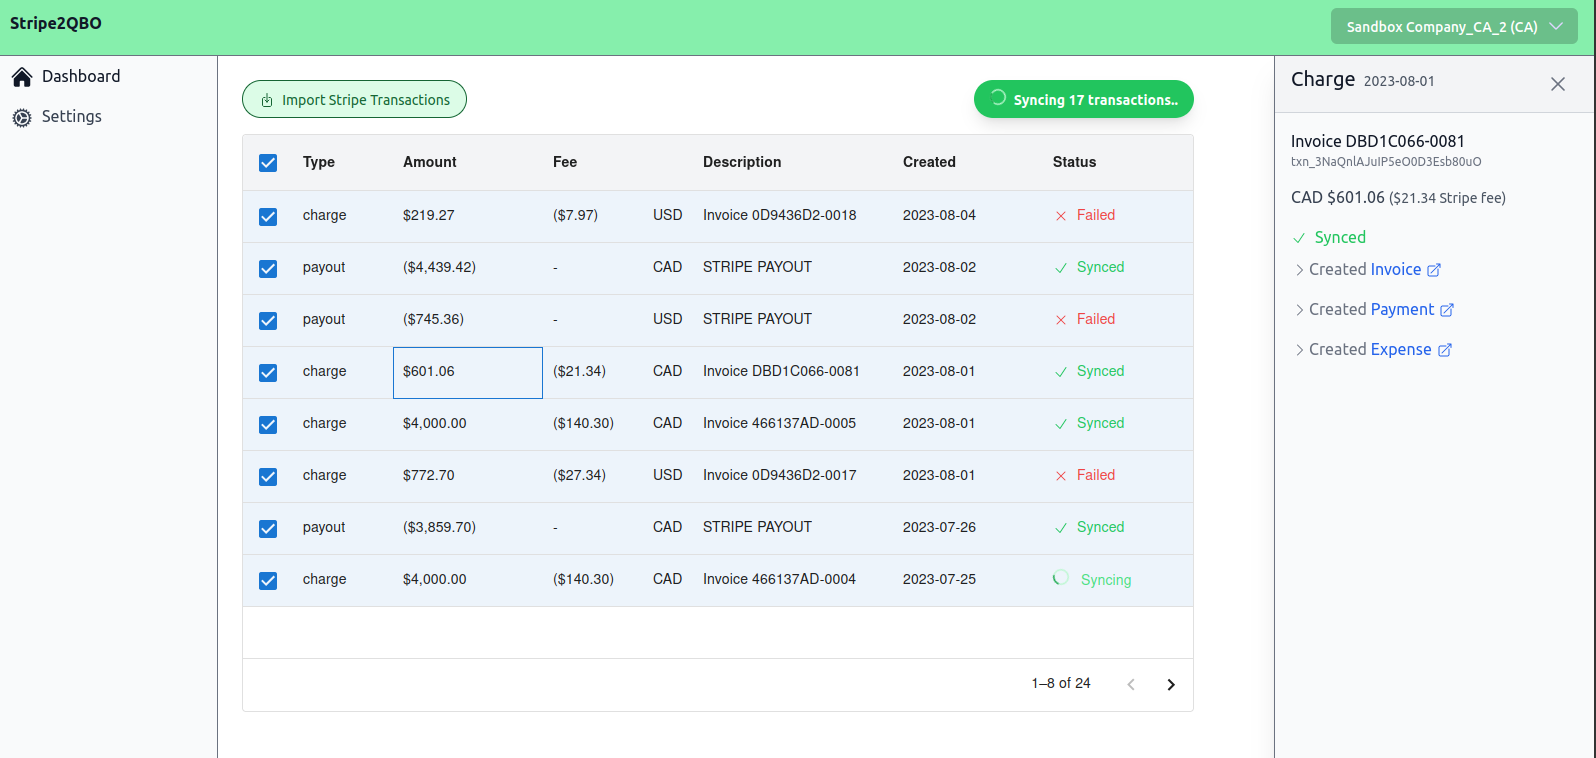 Stripe2QBO
Sandbox Company_CA_2 (CA)
Dashboard
Settings
Import Stripe Transactions
Syncing 17 transactions..
Type Amount Fee Description Created Status
charge $219.27 ($7.97) USD Invoice 0D9436D2-0018 2023-08-04 Failed
payout ($4,439.42) - CAD STRIPE PAYOUT 2023-08-02 Synced
payout ($745.36) - USD STRIPE PAYOUT 2023-08-02 Failed
charge $601.06 ($21.34) CAD Invoice DBD1C066-0081 2023-08-01 Synced
charge $4,000.00 ($140.30) CAD Invoice 466137AD-0005 2023-08-01 Synced
charge $772.70 ($27.34) USD Invoice 0D9436D2-0017 2023-08-01 Failed
payout ($3,859.70) - CAD STRIPE PAYOUT 2023-07-26 Synced
charge $4,000.00 ($140.30) CAD Invoice 466137AD-0004 2023-07-25 Syncing
1–8 of 24
Charge 2023-08-01
Invoice DBD1C066-0081
txn_3NaQnlAJuIP5eO0D3Esb80uO
CAD $601.06 ($21.34 Stripe fee)
Synced
Created Invoice
Created Payment
Created Expense